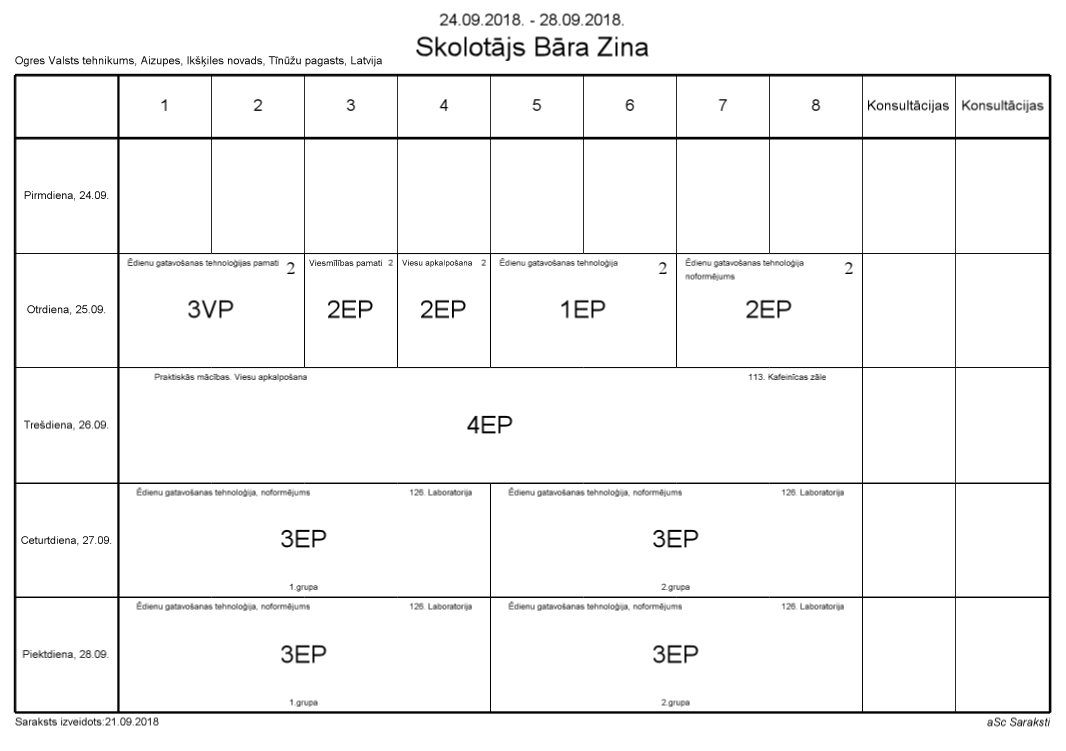 24.09.2018. - 28.09.2018.
Skolotājs Bāra Zina
Ogres Valsts tehnikums, Aizupes, Ikšķiles novads, Tīnūžu pagasts, Latvija
1 2 3 4 5 6 7 8 Konsultācijas Konsultācijas
Pirmdiena, 24.09.
Ēdienu gatavošanas tehnoloģijas pamati 2 Viesmīlības pamati 2 Viesu apkalpošana 2 Ēdienu gatavošanas tehnoloģija 2 Ēdienu gatavošanas tehnoloģija 2
noformējums
Otrdiena, 25.09. 3VP 2EP 2EP 1EP 2EP
Praktiskās mācības. Viesu apkalpošana 113. Kafeinīcas zāle
Trešdiena, 26.09. 4EP
Ēdienu gatavošanas tehnoloģija, noformējums 126. Laboratorija Ēdienu gatavošanas tehnoloģija, noformējums 126. Laboratorija
Ceturtdiena, 27.09. 3EP 3EP
1.grupa 2.grupa
Ēdienu gatavošanas tehnoloģija, noformējums 126. Laboratorija Ēdienu gatavošanas tehnoloģija, noformējums 126. Laboratorija
Piektdiena, 28.09. 3EP 3EP
1.grupa 2.grupa
Saraksts izveidots:21.09.2018 aSc Saraksti